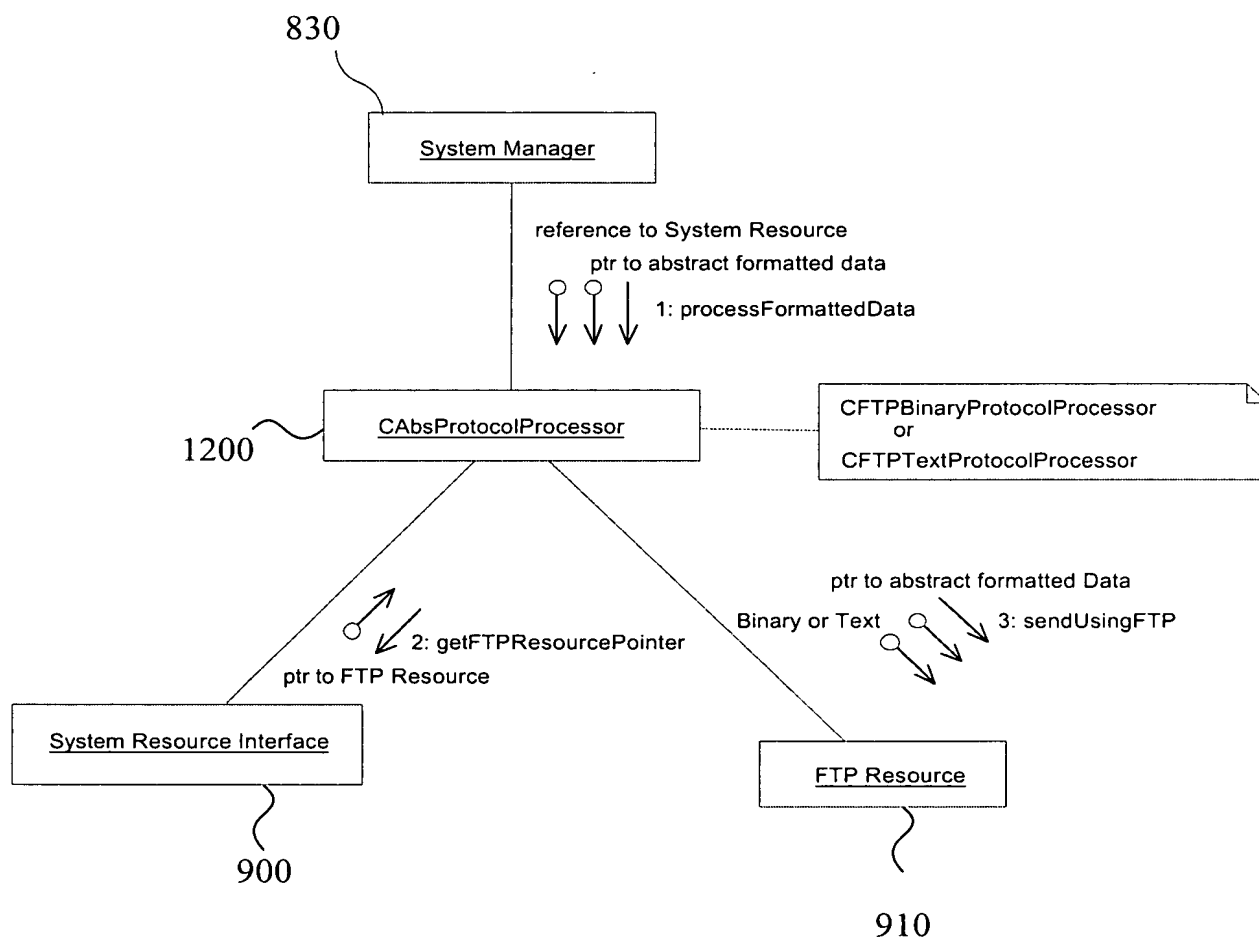 830
System Manager
reference to System Resource
ptr to abstract formatted data
1: processFormattedData
CAbsProtocolProcessor
1200
CFTPBinaryProtocolProcessor
or
CFTPTextProtocolProcessor
ptr to abstract formatted Data
Binary or Text
3: sendUsingFTP
2: getFTPResourcePointer
ptr to FTP Resource
System Resource Interface
FTP Resource
900
910